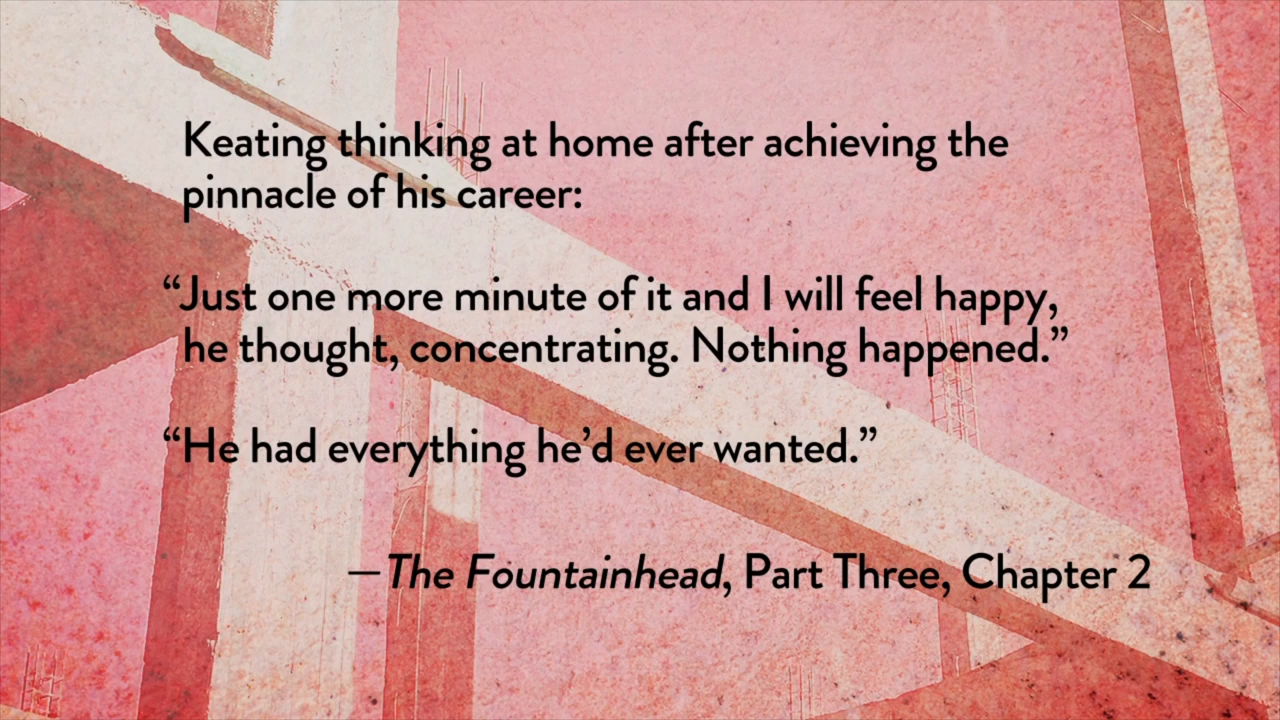 Keating thinking at home after achieving the
pinnacle of his career:
“Just one more minute of it and I will feel happy,
he thought, concentrating. Nothing happened.”
“He had everything he’d ever wanted.”
—The Fountainhead, Part Three, Chapter 2